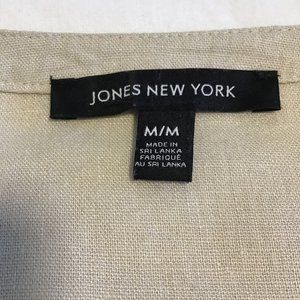 JONES NEW YORK
M/M
MADE IN
SRI LANKA
FABRIQUÉ
AU SRI LANKA